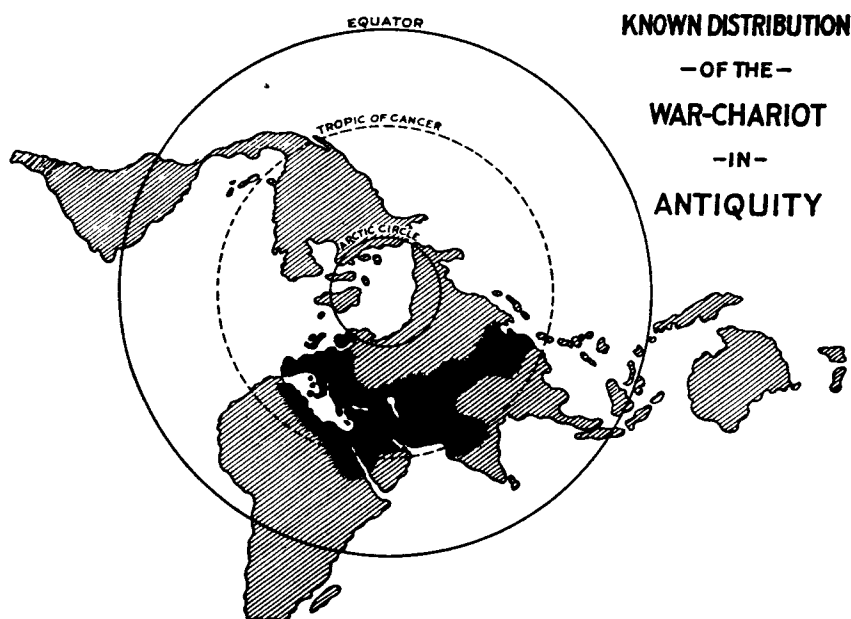 KNOWN DISTRIBUTION
-OF THE-
WAR-CHARIOT
-IN-
ANTIQUITY
EQUATOR
TROPIC OF CANCER
ARCTIC CIRCLE